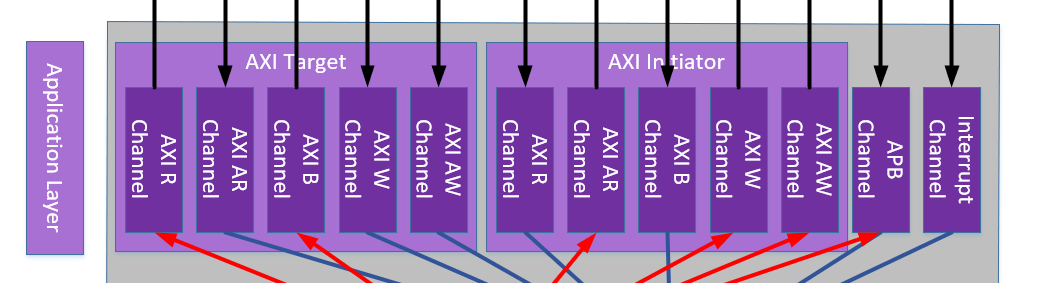 Application Layer
AXI Target
AXI Initiator
AXI R
Channel
AXI AR
Channel
AXI B
Channel
AXI W
Channel
AXI AW
Channel
AXI R
Channel
AXI AR
Channel
AXI B
Channel
AXI W
Channel
AXI AW
Channel
APB
Channel
Interrupt
Channel